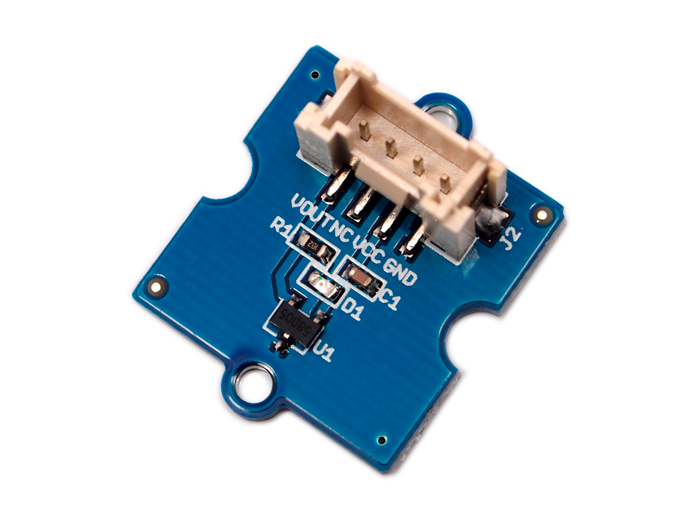 VOUT NC VCC GND
J2
R1
C1
D1
U1